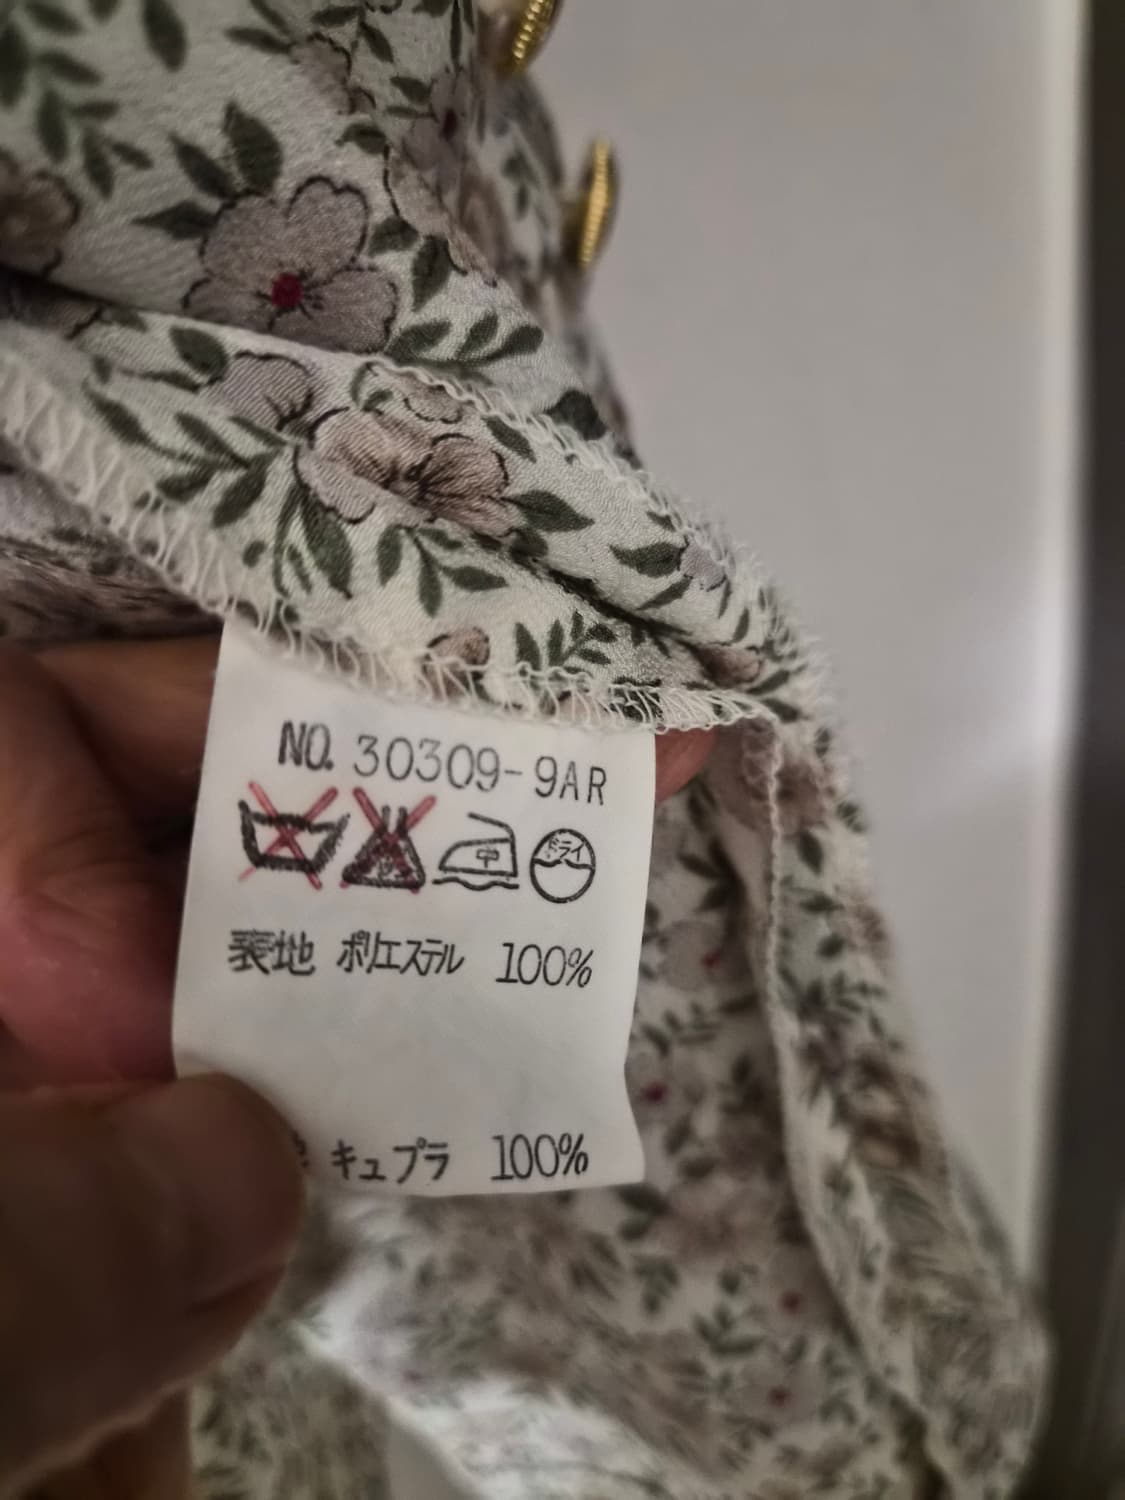 NO. 30309-9AR
中 ドライ
表地 ポリエステル 100%
キュプラ 100%